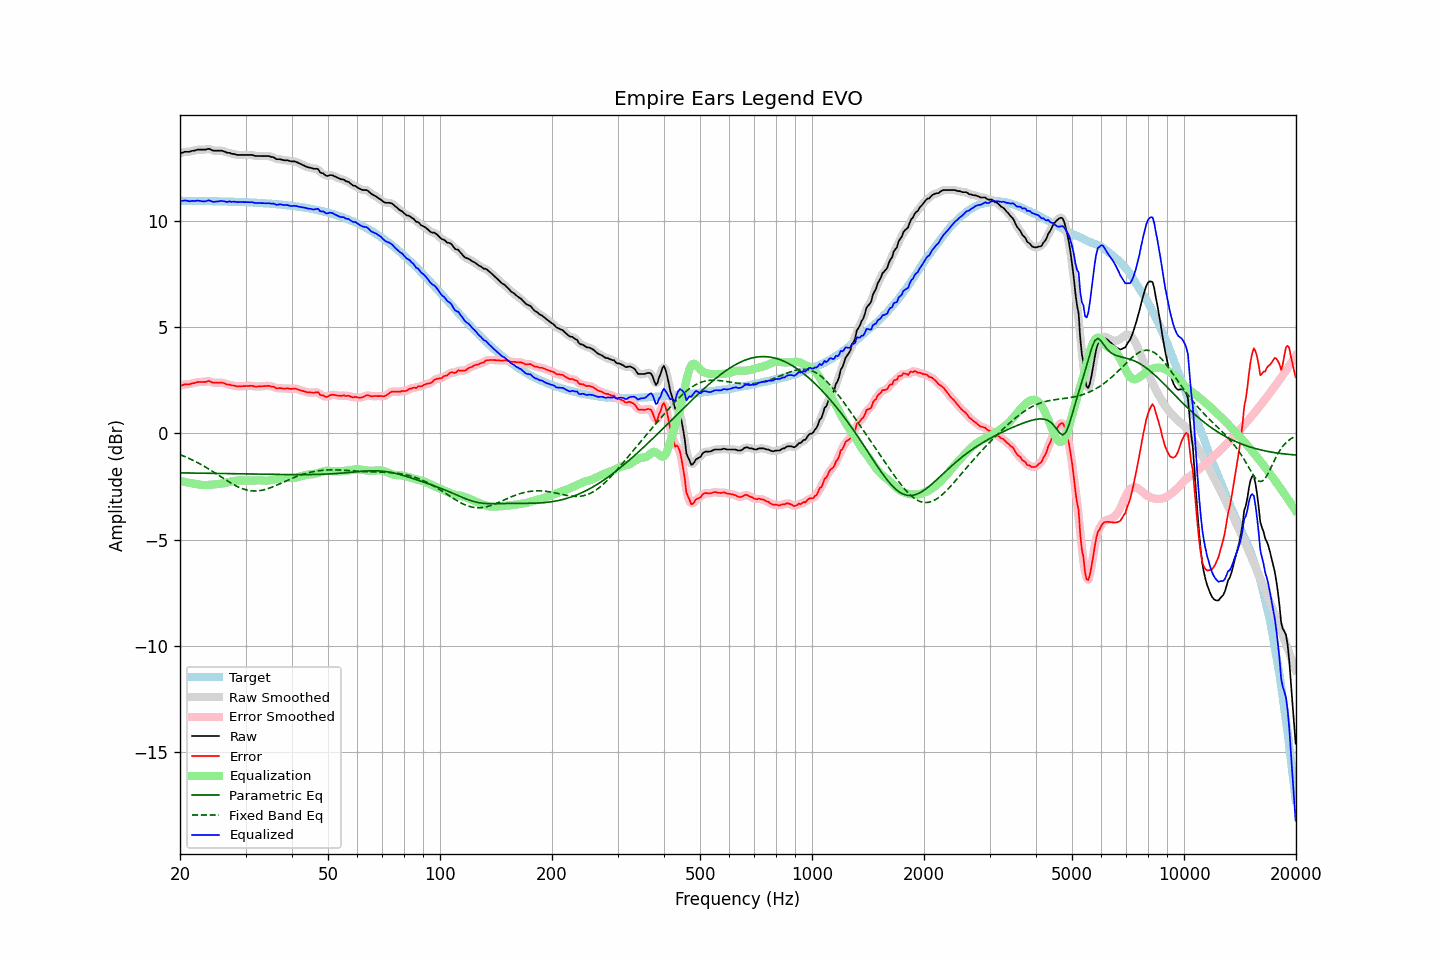 Empire Ears Legend EVO
Amplitude (dBr)
10
5
0
−5
−10
−15
Target
Raw Smoothed
Error Smoothed
Raw
Error
Equalization
Parametric Eq
Fixed Band Eq
Equalized
20 50 100 200 500 1000 2000 5000 10000 20000
Frequency (Hz)